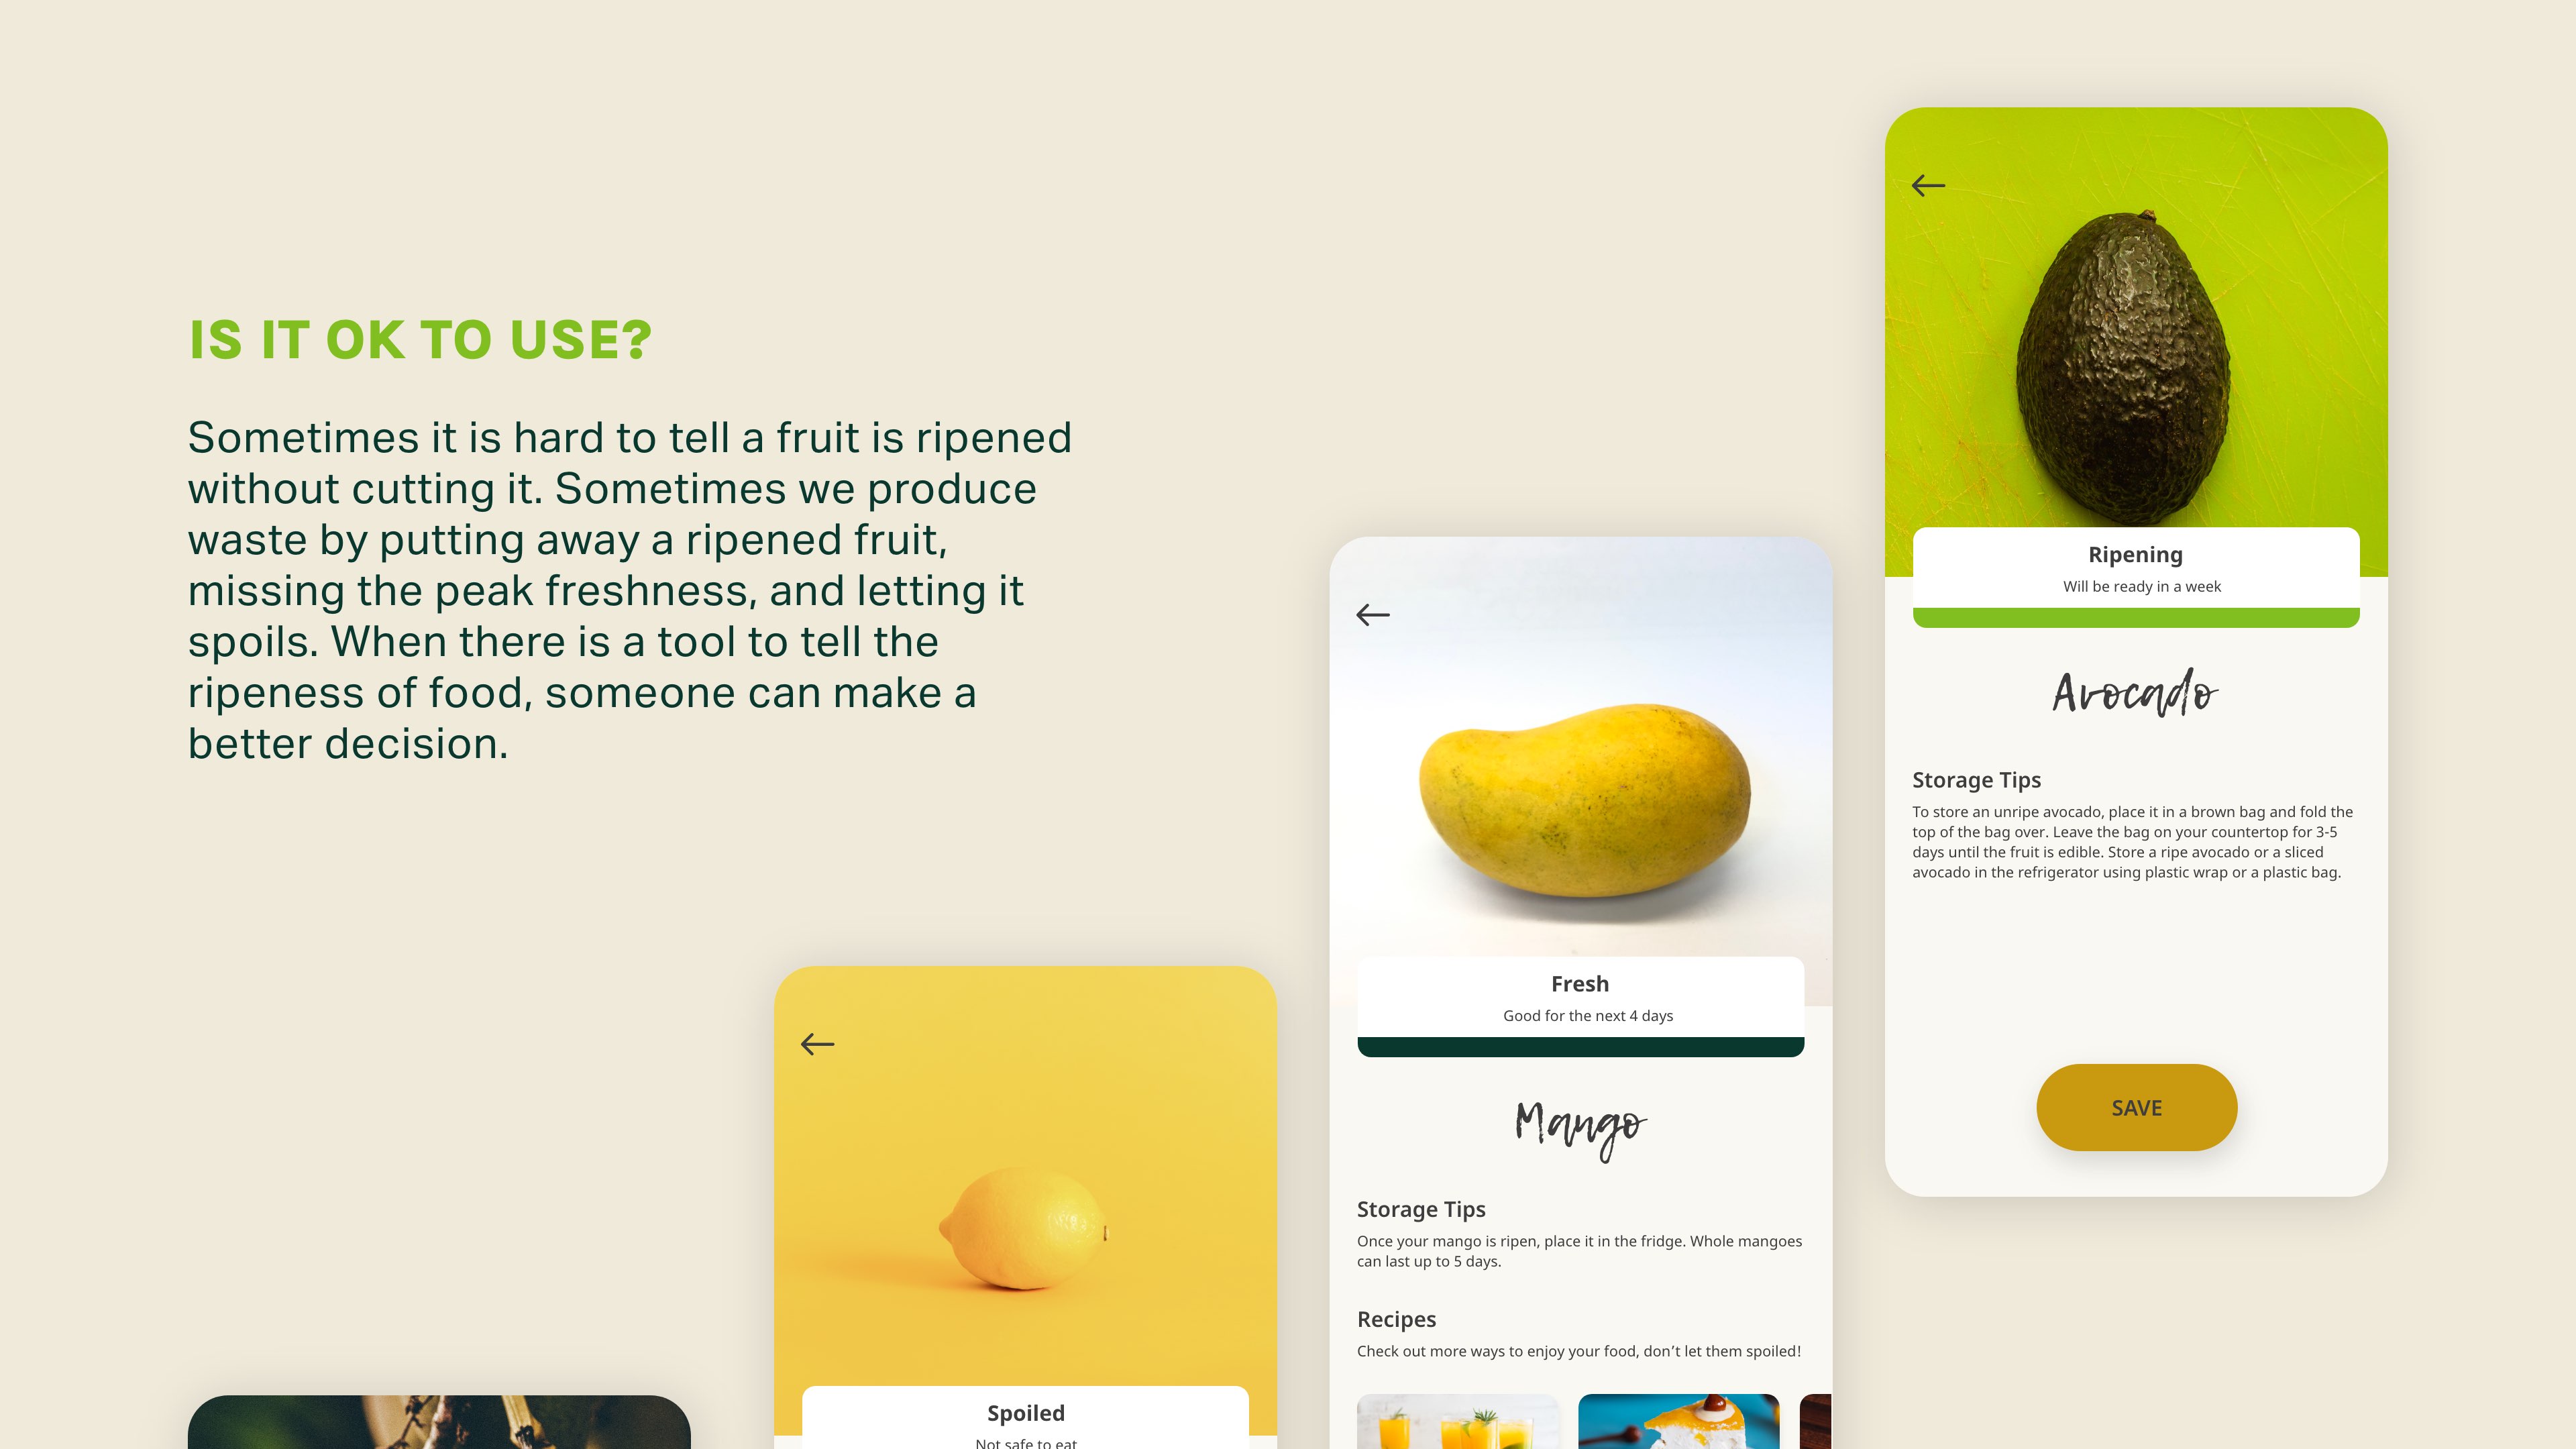 IS IT OK TO USE?
Sometimes it is hard to tell a fruit is ripened
without cutting it. Sometimes we produce
waste by putting away a ripened fruit,
missing the peak freshness, and letting it
spoils. When there is a tool to tell the
ripeness of food, someone can make a
better decision.
Spoiled
Not safe to eat
Fresh
Good for the next 4 days
Mango
Storage Tips
Once your mango is ripen, place it in the fridge. Whole mangoes
can last up to 5 days.
Recipes
Check out more ways to enjoy your food, don’t let them spoiled!
Ripening
Will be ready in a week
Avocado
Storage Tips
To store an unripe avocado, place it in a brown bag and fold the
top of the bag over. Leave the bag on your countertop for 3-5
days until the fruit is edible. Store a ripe avocado or a sliced
avocado in the refrigerator using plastic wrap or a plastic bag.
SAVE